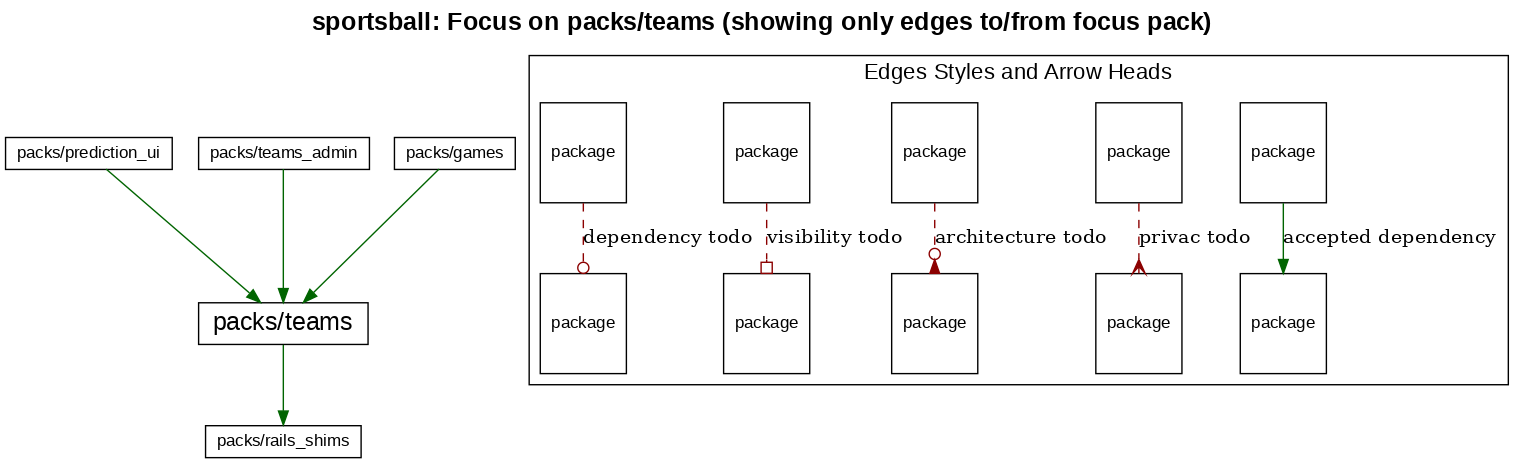 sportsball: Focus on packs/teams (showing only edges to/from focus pack)
Edges Styles and Arrow Heads
packs/prediction_ui
packs/teams_admin
packs/games
package
package
package
package
package
dependency todo
visibility todo
architecture todo
privac todo
accepted dependency
packs/teams
package
package
package
package
package
packs/rails_shims